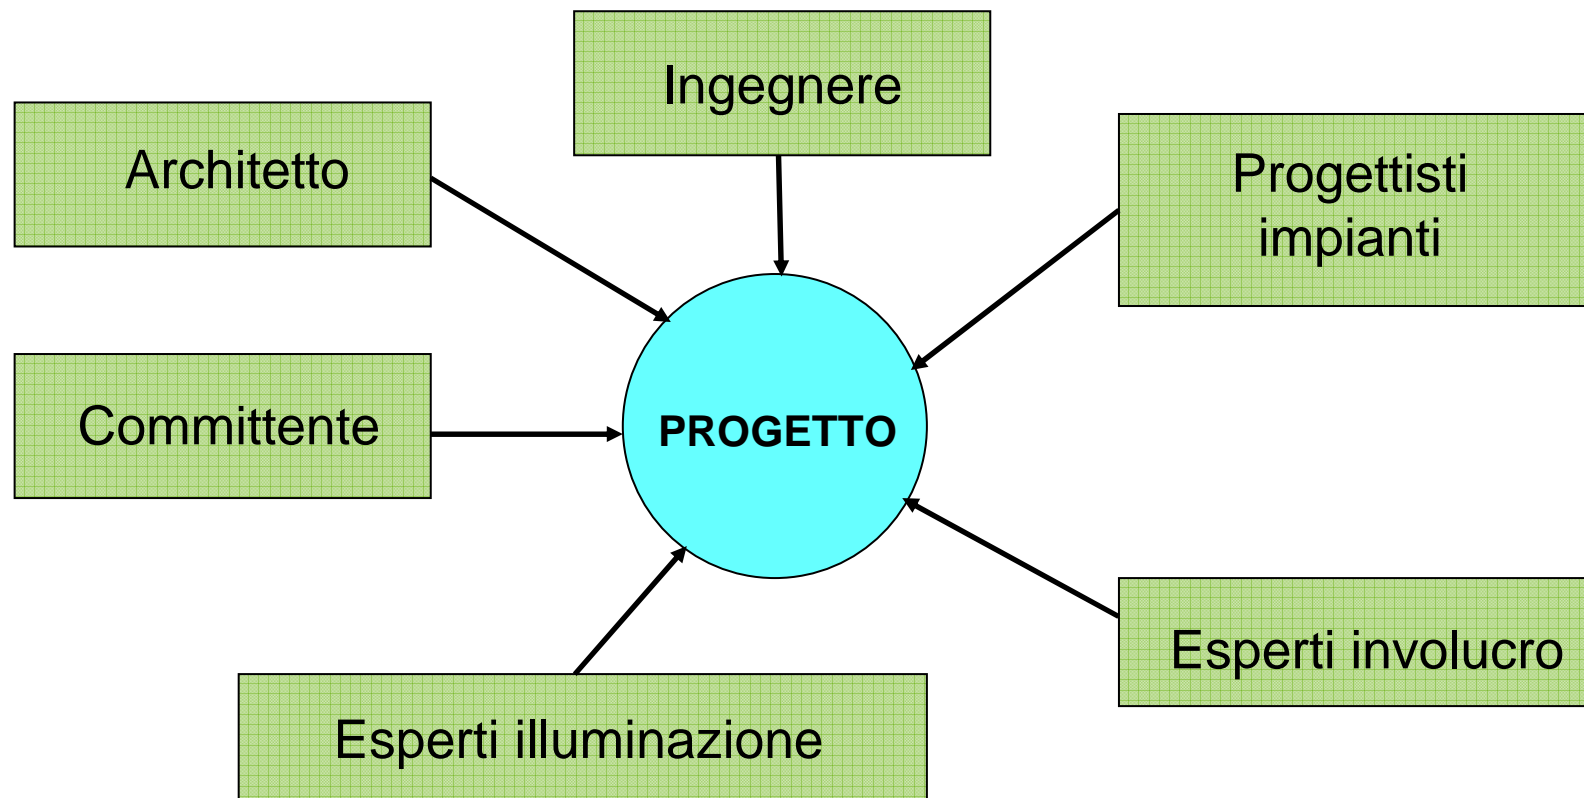 Ingegnere
Architetto
Progettisti
impianti
Committente
PROGETTO
Esperti involucro
Esperti illuminazione